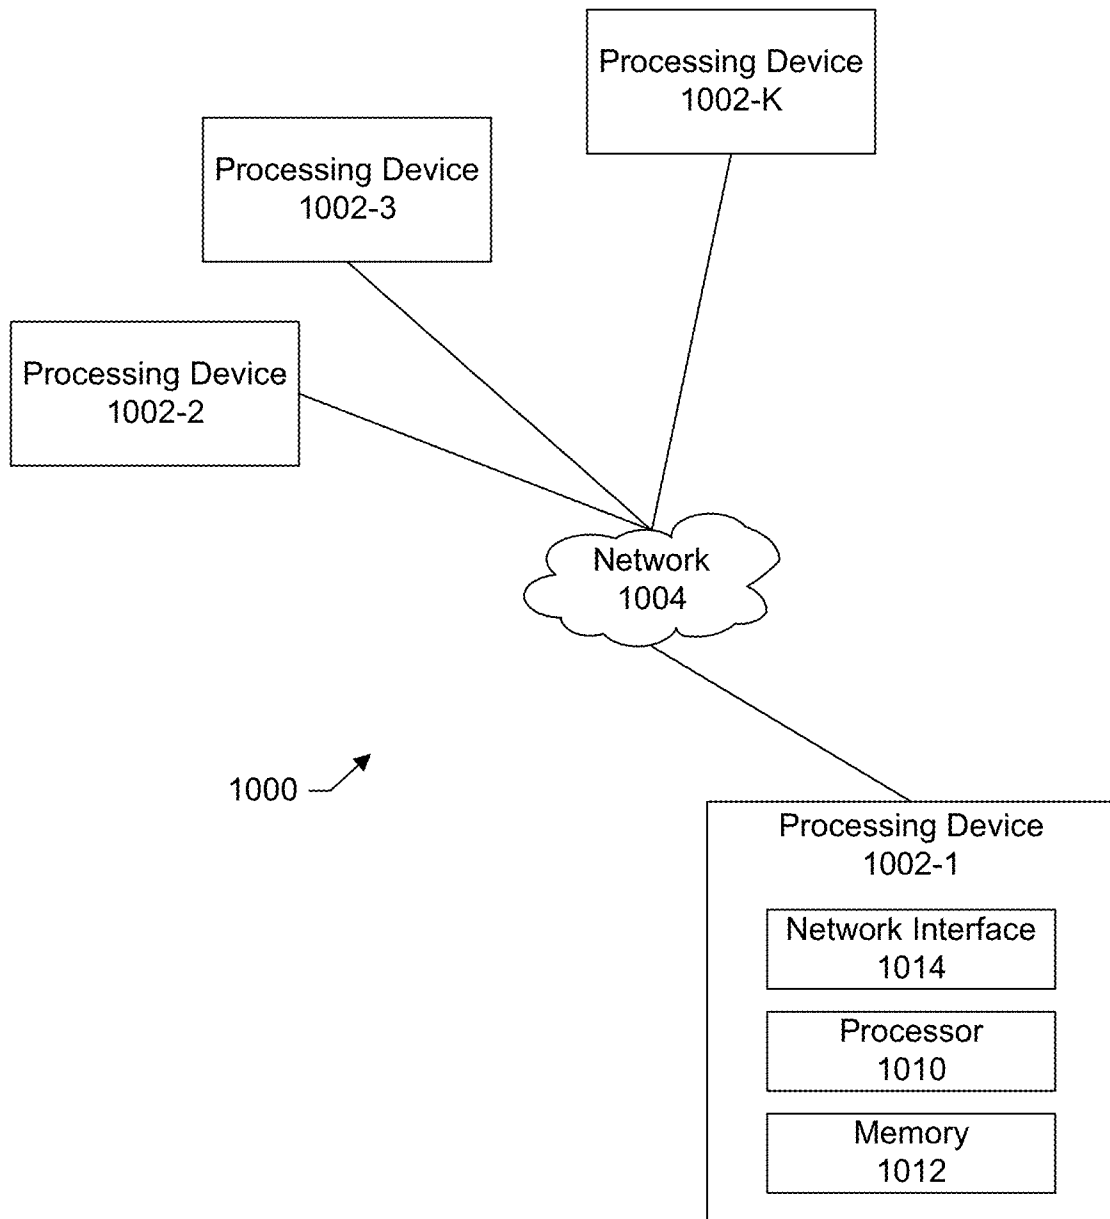 Processing Device
1002-K
Processing Device
1002-3
Processing Device
1002-2
Network
1004
1000
Processing Device
1002-1
Network Interface
1014
Processor
1010
Memory
1012